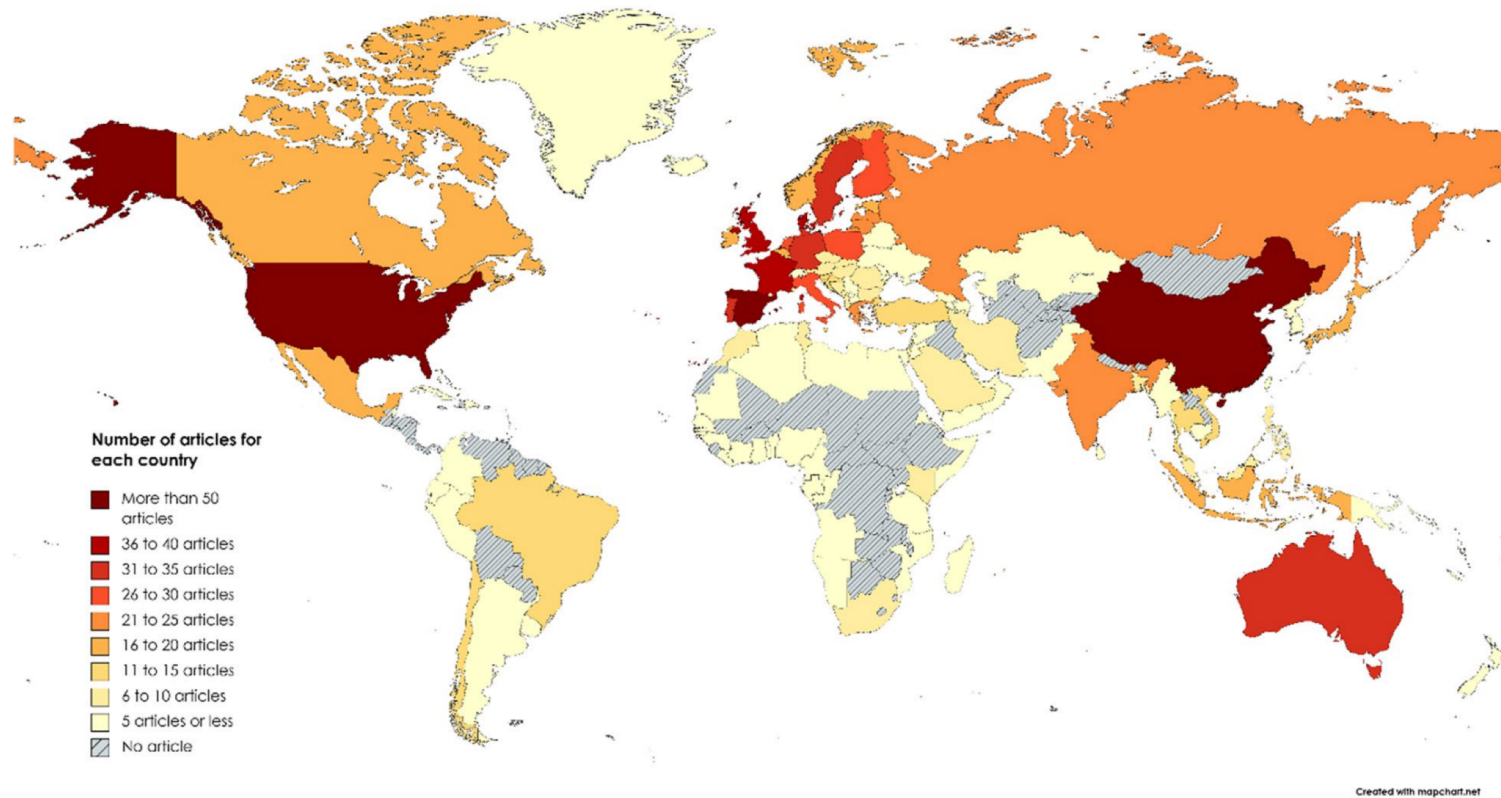 Number of articles for
each country
More than 50
articles
36 to 40 articles
31 to 35 articles
26 to 30 articles
21 to 25 articles
16 to 20 articles
11 to 15 articles
6 to 10 articles
5 articles or less
No article
Created with mapchart.net